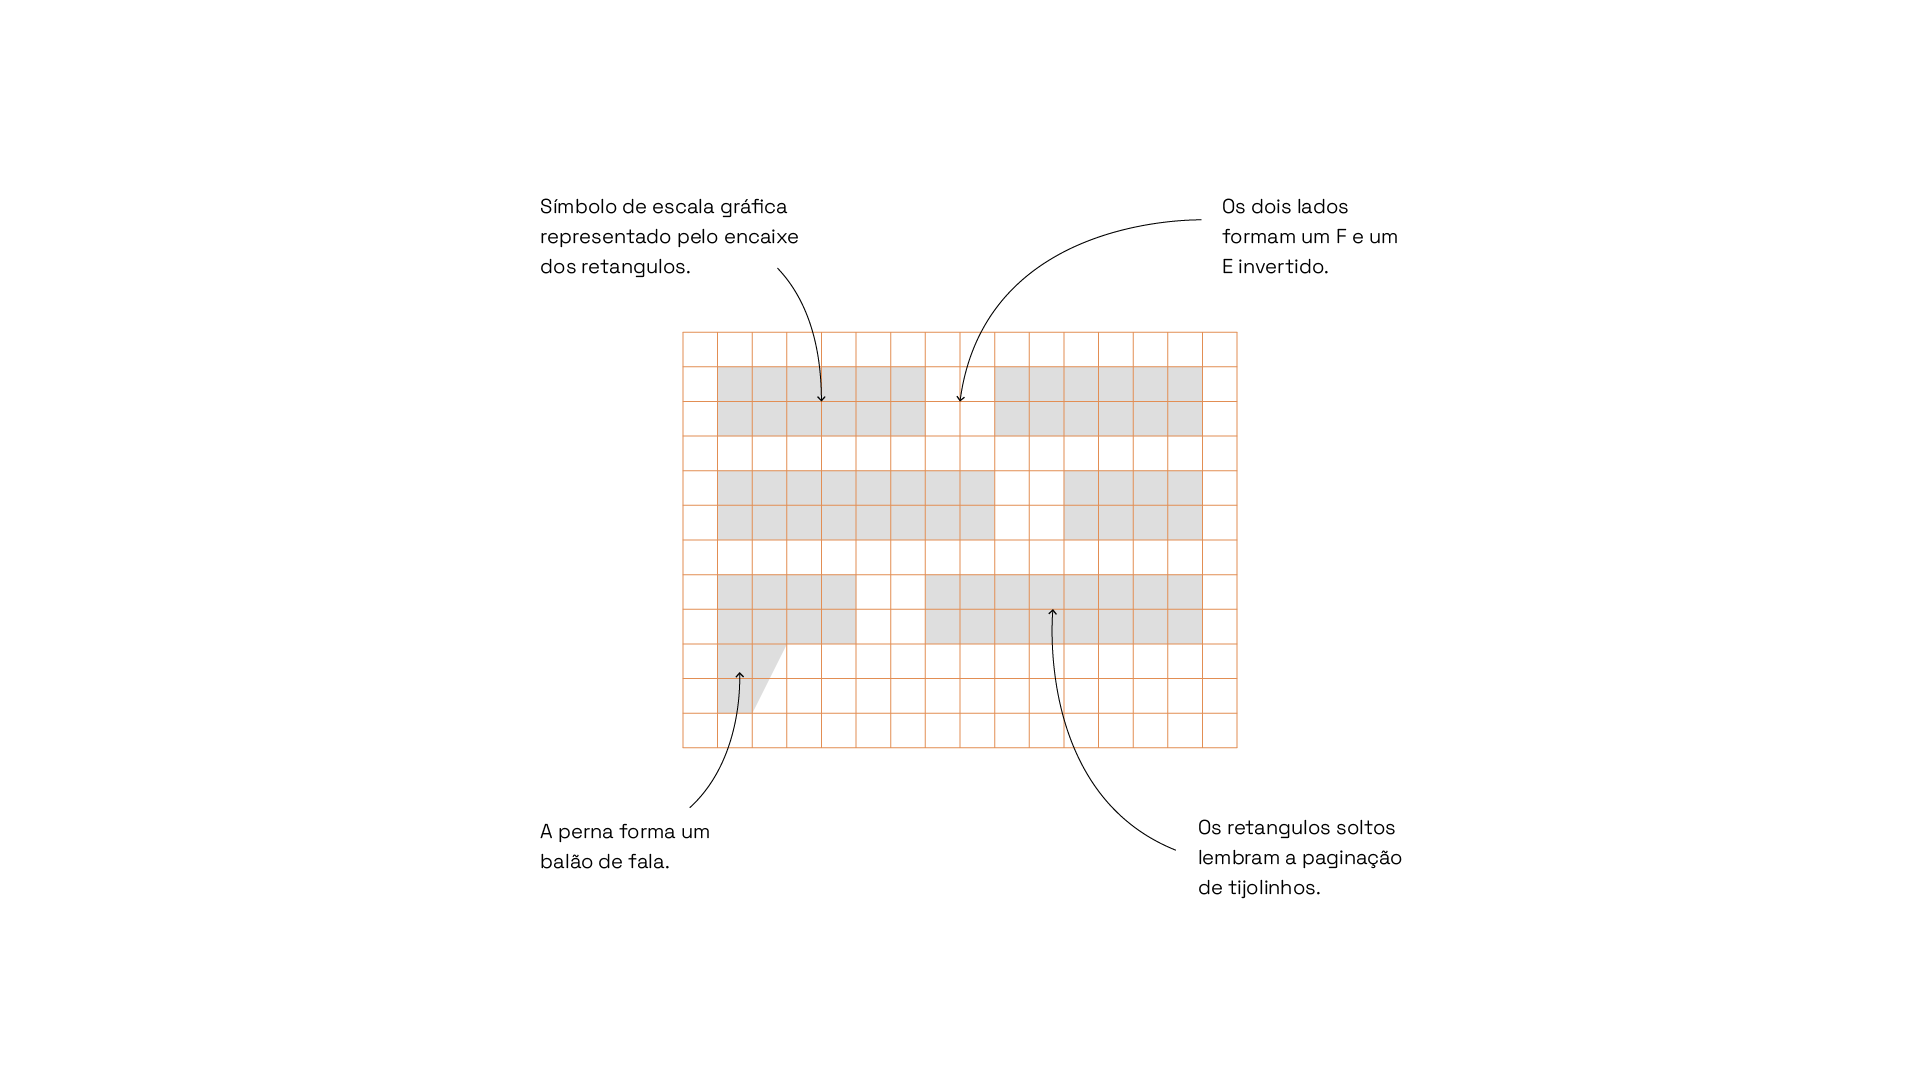 Símbolo de escala gráfica
representado pelo encaixe
dos retangulos.
Os dois lados
formam um F e um
E invertido.
A perna forma um
balão de fala.
Os retangulos soltos
lembram a paginação
de tijolinhos.